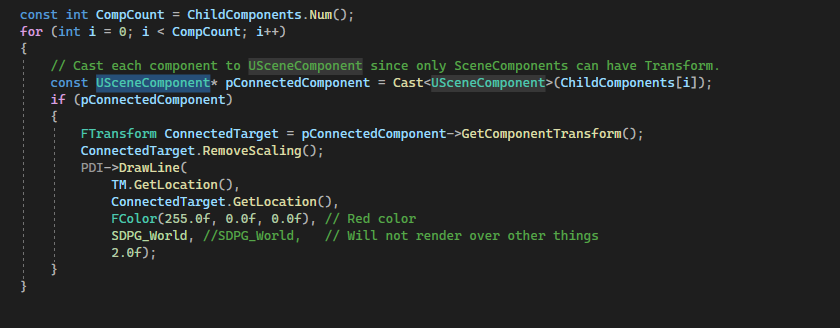 const int CompCount = ChildComponents.Num();
for (int i = 0; i < CompCount; i++)
{
// Cast each component to USceneComponent since only SceneComponents can have Transform.
const USceneComponent* pConnectedComponent = Cast<USceneComponent>(ChildComponents[i]);
if (pConnectedComponent)
{
FTransform ConnectedTarget = pConnectedComponent->GetComponentTransform();
ConnectedTarget.RemoveScaling();
PDI->DrawLine(
TM.GetLocation(),
ConnectedTarget.GetLocation(),
FColor(255.0f, 0.0f, 0.0f), // Red color
SDPG_World, //SDPG_World,   // Will not render over other things
2.0f);
}
}